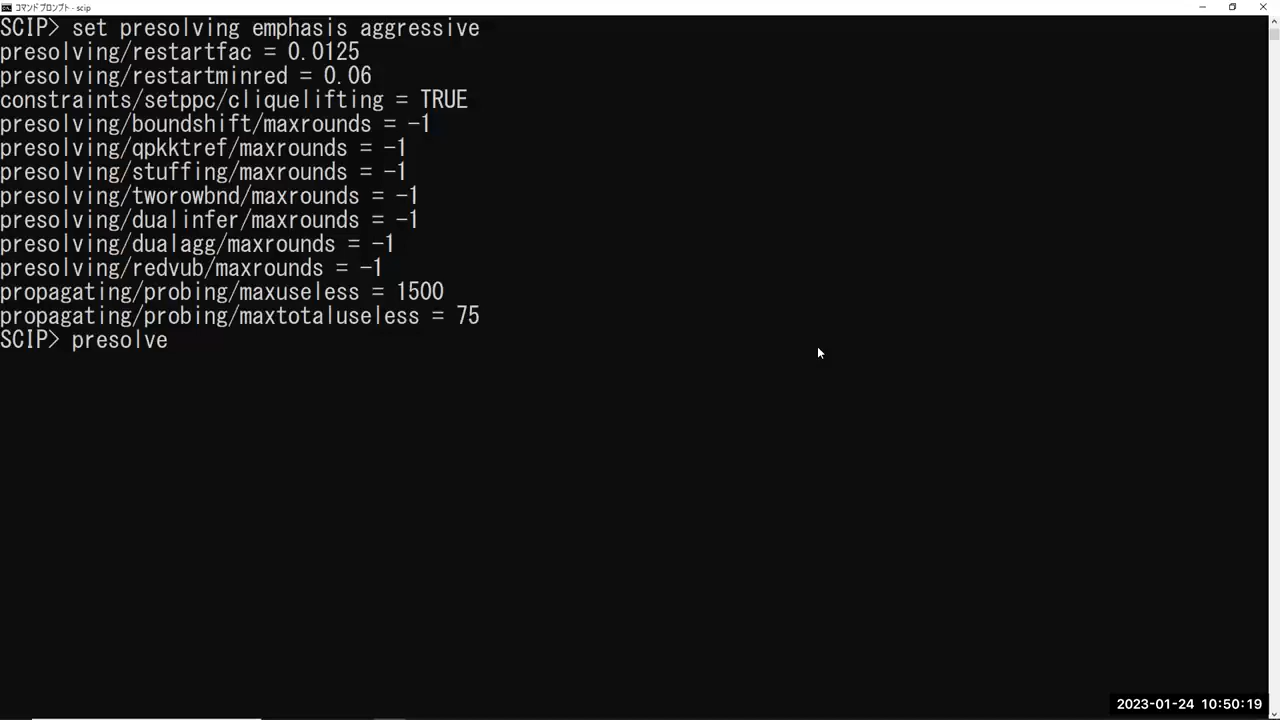 コマンド プロンプト - scip
SCIP> set presolving emphasis aggressive
presolving/restartfac = 0.0125
presolving/restartminred = 0.06
constraints/setppc/cliquelifting = TRUE
presolving/boundshift/maxrounds = -1
presolving/qpkktref/maxrounds = -1
presolving/stuffing/maxrounds = -1
presolving/tworowbnd/maxrounds = -1
presolving/dualinfer/maxrounds = -1
presolving/dualagg/maxrounds = -1
presolving/redvub/maxrounds = -1
propagating/probing/maxuseless = 1500
propagating/probing/maxtotaluseless = 75
SCIP> presolve
2023-01-24 10:50:19